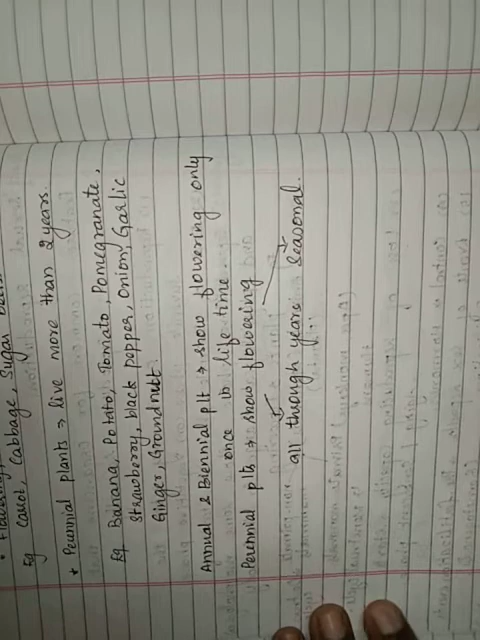 Eg Carrot, Cabbage, Sugar beets.
* Perennial plants → live more than 2 years.
Eg Banana, Potato, Tomato, Pomegranate,
Strawberry, black pepper, Onion, Garlic
Ginger, Groundnut.
Annual & Biennial plt → show flowering only
once in life time.
Perennial plts → show flowering
all through years seasonal.